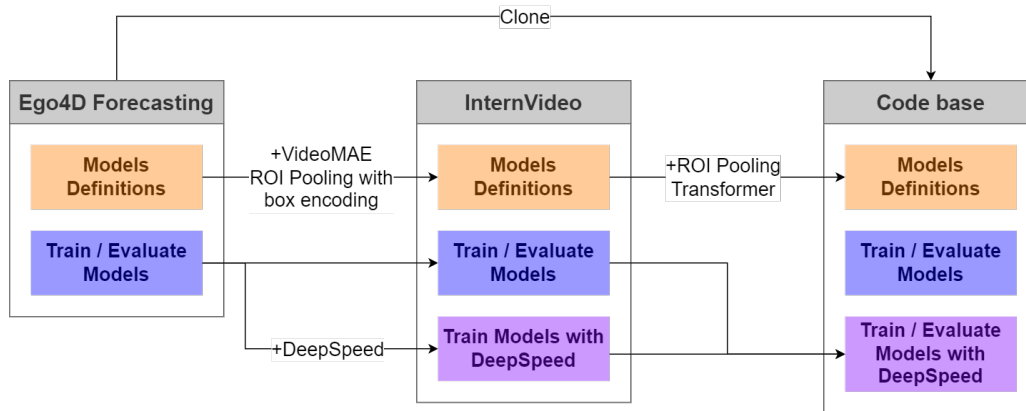 Clone
Ego4D Forecasting
InternVideo
Code base
Models
Definitions
+VideoMAE
ROI Pooling with
box encoding
Models
Definitions
+ROI Pooling
Transformer
Models
Definitions
Train / Evaluate
Models
Train / Evaluate
Models
Train / Evaluate
Models
+DeepSpeed
Train Models with
DeepSpeed
Train / Evaluate
Models with
DeepSpeed